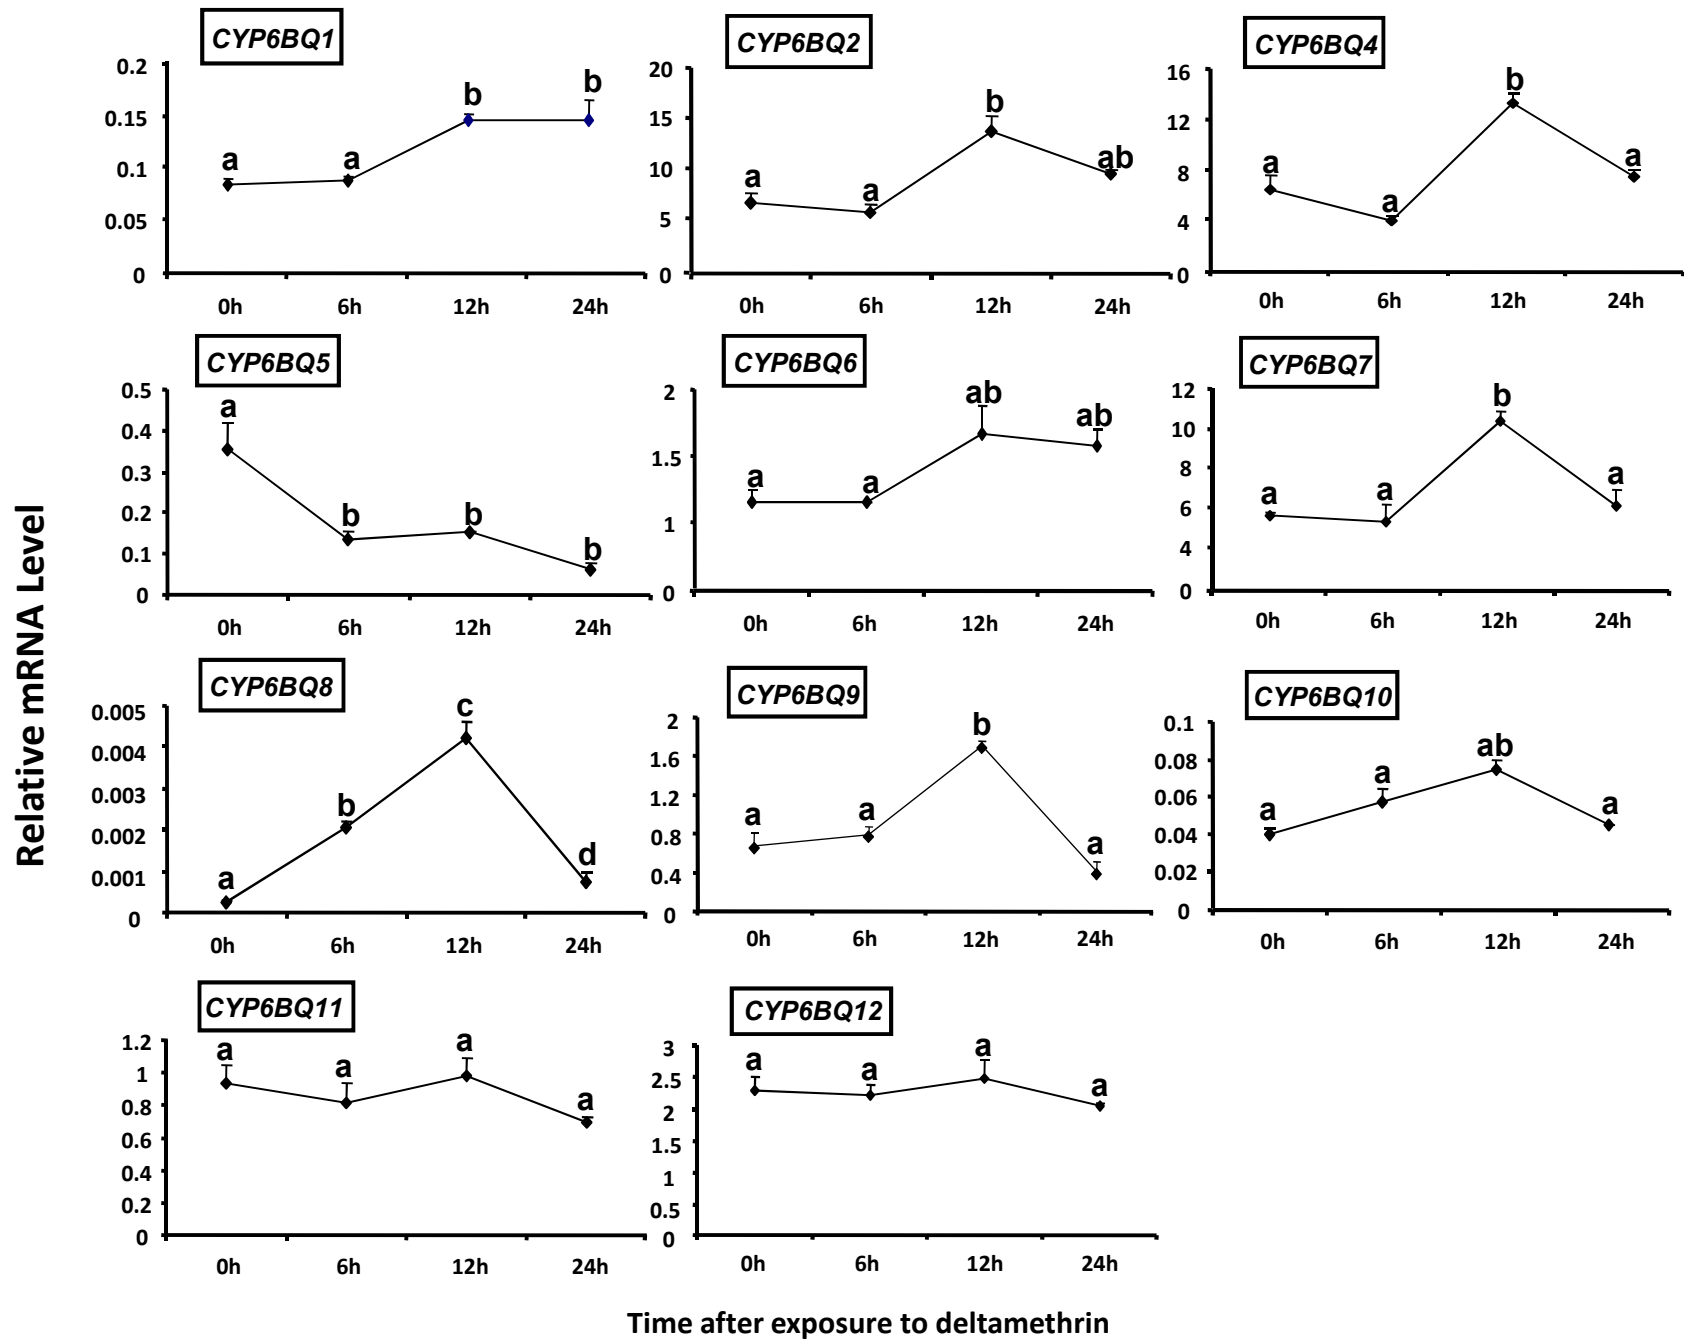 Relative mRNA Level
CYP6BQ1
0.2
0.15
0.1
0.05
0
a
a
b
b
0h 6h 12h 24h
CYP6BQ2
20
15
10
5
0
a
a
b
ab
0h 6h 12h 24h
CYP6BQ4
16
12
8
4
0
a
a
b
a
0h 6h 12h 24h
CYP6BQ5
0.5
0.4
0.3
0.2
0.1
0
a
b
b
b
0h 6h 12h 24h
CYP6BQ6
2
1.5
1
0
a
a
ab
ab
0h 6h 12h 24h
CYP6BQ7
12
10
8
6
4
0
a
a
b
a
0h 6h 12h 24h
CYP6BQ8
0.005
0.004
0.003
0.002
0.001
0
a
b
c
d
0h 6h 12h 24h
CYP6BQ9
2
1.6
1.2
0.8
0.4
0
a
a
b
a
0h 6h 12h 24h
CYP6BQ10
0.1
0.08
0.06
0.04
0.02
0
a
a
ab
a
0h 6h 12h 24h
CYP6BQ11
1.2
1
0.8
0.6
0.4
0.2
0
a
a
a
a
0h 6h 12h 24h
CYP6BQ12
3
2.5
2
1.5
1
0.5
0
a
a
a
a
0h 6h 12h 24h
Time after exposure to deltamethrin